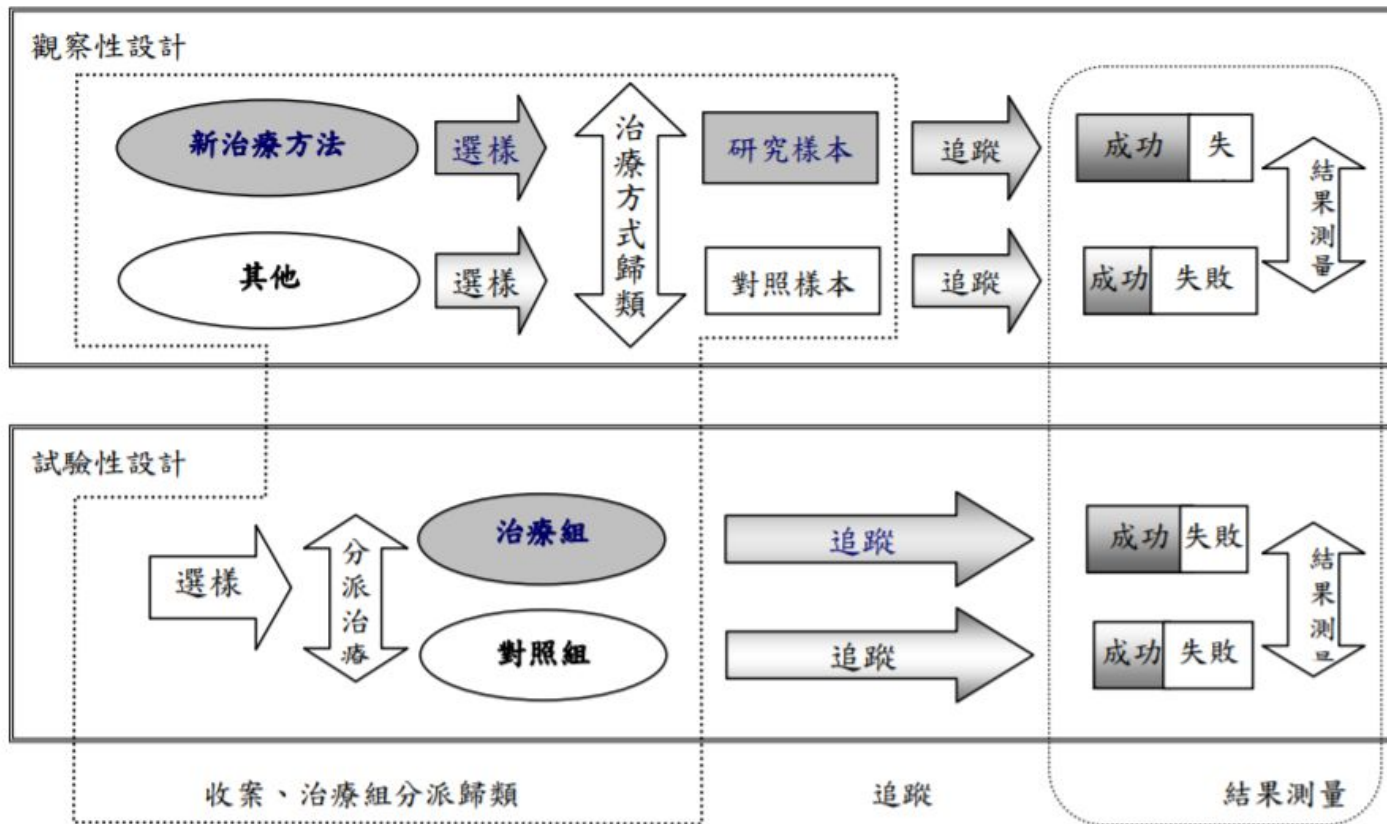 觀察性設計
新治療方法
選樣
治療方式歸類
研究樣本
追蹤
成功
失
結果測量
其他
選樣
對照樣本
追蹤
成功
失敗
試驗性設計
選樣
分派治療
治療組
追蹤
成功
失敗
結果測
對照組
追蹤
成功
失敗
收案、治療組分派歸類
追蹤
結果測量